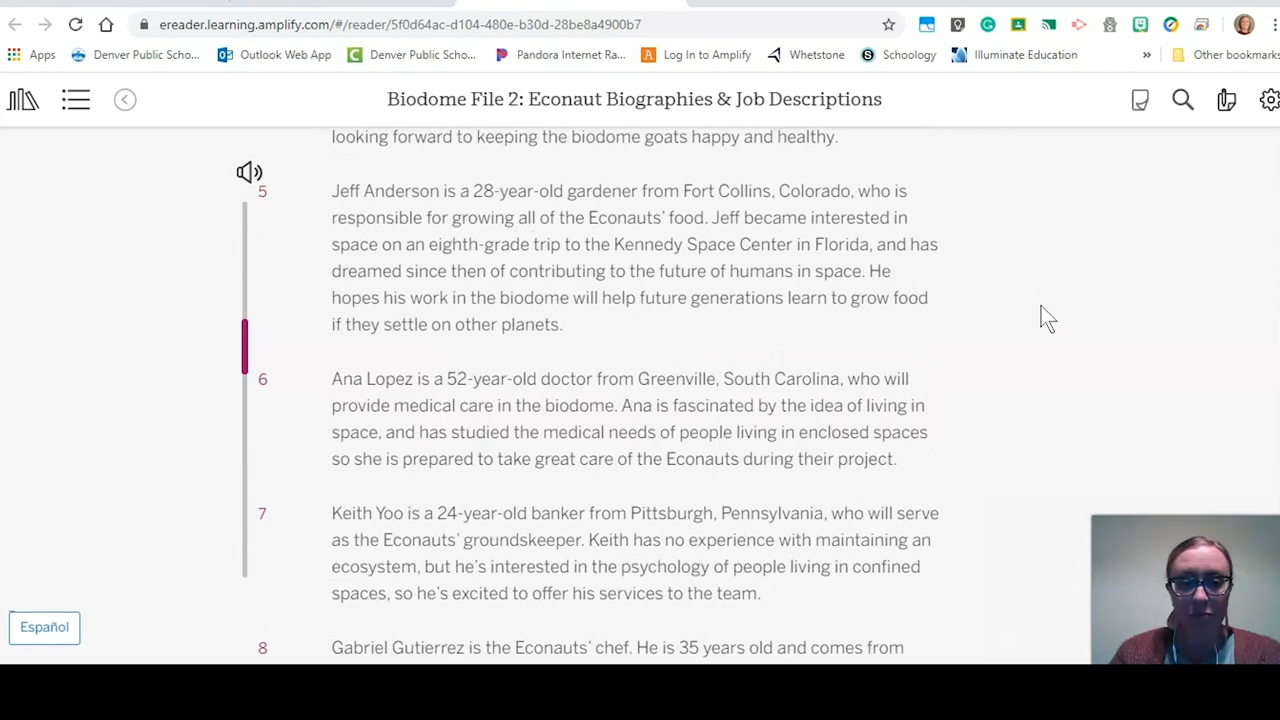 ereader.learning.amplify.com/#/reader/5f0d64ac-d104-480e-b30d-28be8a4900b7
Apps Denver Public Scho... Outlook Web App Denver Public Scho... Pandora Internet Ra... Log In to Amplify Whetstone Schoology Illuminate Education » Other bookmarks
Biodome File 2: Econaut Biographies & Job Descriptions
looking forward to keeping the biodome goats happy and healthy.
5 Jeff Anderson is a 28-year-old gardener from Fort Collins, Colorado, who is
responsible for growing all of the Econauts’ food. Jeff became interested in
space on an eighth-grade trip to the Kennedy Space Center in Florida, and has
dreamed since then of contributing to the future of humans in space. He
hopes his work in the biodome will help future generations learn to grow food
if they settle on other planets.
6 Ana Lopez is a 52-year-old doctor from Greenville, South Carolina, who will
provide medical care in the biodome. Ana is fascinated by the idea of living in
space, and has studied the medical needs of people living in enclosed spaces
so she is prepared to take great care of the Econauts during their project.
7 Keith Yoo is a 24-year-old banker from Pittsburgh, Pennsylvania, who will serve
as the Econauts’ groundskeeper. Keith has no experience with maintaining an
ecosystem, but he’s interested in the psychology of people living in confined
spaces, so he’s excited to offer his services to the team.
Español
8 Gabriel Gutierrez is the Econauts’ chef. He is 35 years old and comes from